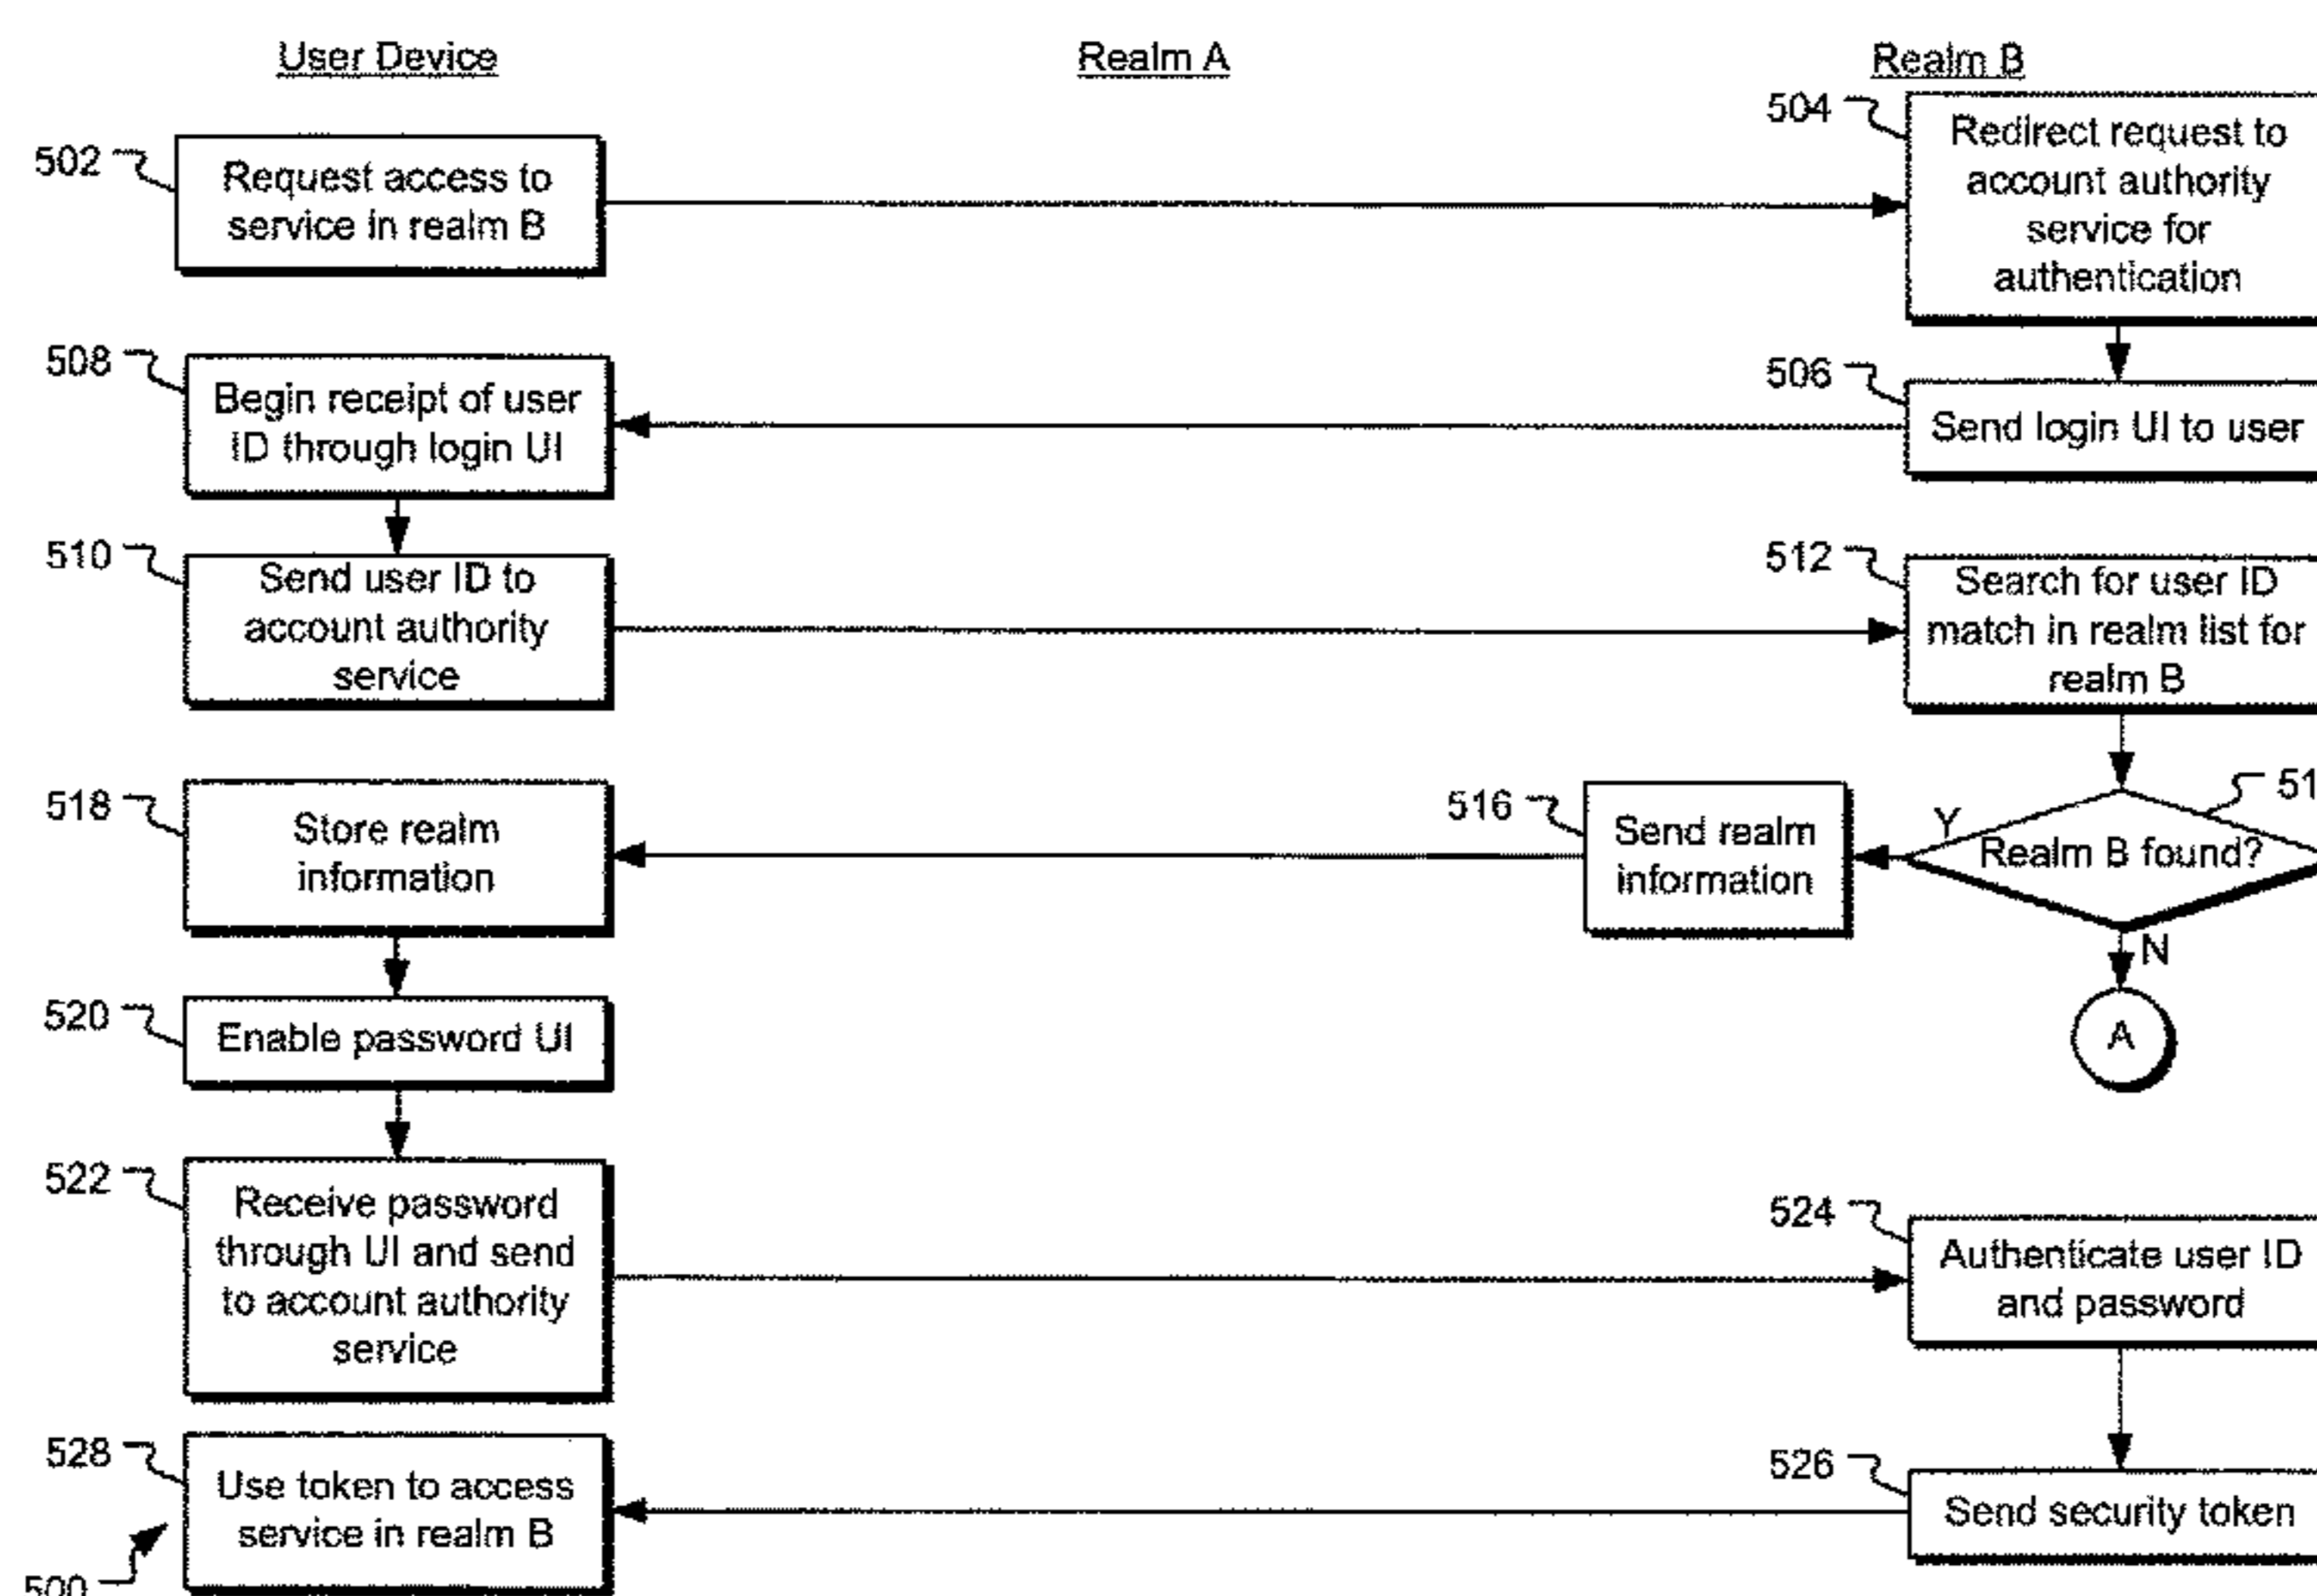 User Device
Realm A
Realm B
502
Request access to
service in realm B
504
Redirect request to
account authority
service for
authentication
506
Send login UI to user
508
Begin receipt of user
ID through login UI
510
Send user ID to
account authority
service
512
Search for user ID
match in realm list for
realm B
51
Realm B found?
Y
N
A
516
Send realm
information
518
Store realm
information
520
Enable password UI
522
Receive password
through UI and send
to account authority
service
524
Authenticate user ID
and password
526
Send security token
528
Use token to access
service in realm B
500